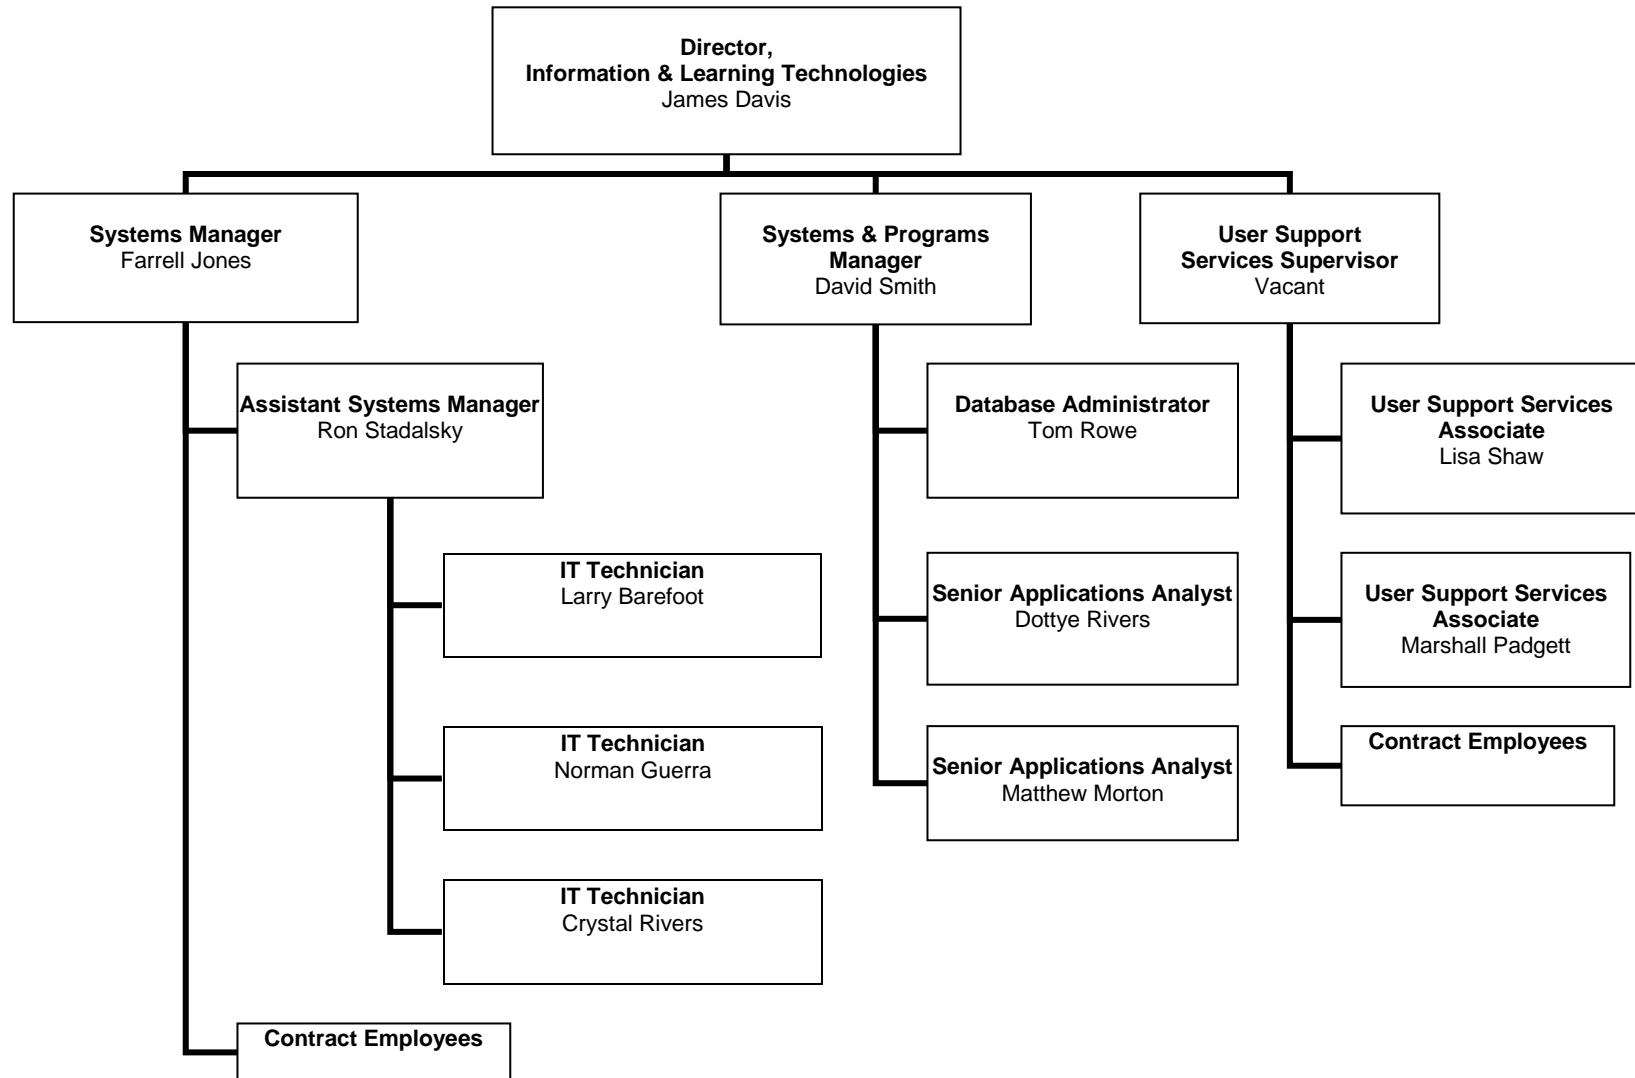 Director,
Information & Learning Technologies
James Davis
Systems Manager
Farrell Jones
Systems & Programs
Manager
David Smith
User Support
Services Supervisor
Vacant
Assistant Systems Manager
Ron Stadalsky
Database Administrator
Tom Rowe
User Support Services
Associate
Lisa Shaw
IT Technician
Larry Barefoot
Senior Applications Analyst
Dottye Rivers
User Support Services
Associate
Marshall Padgett
IT Technician
Norman Guerra
Senior Applications Analyst
Matthew Morton
Contract Employees
IT Technician
Crystal Rivers
Contract Employees